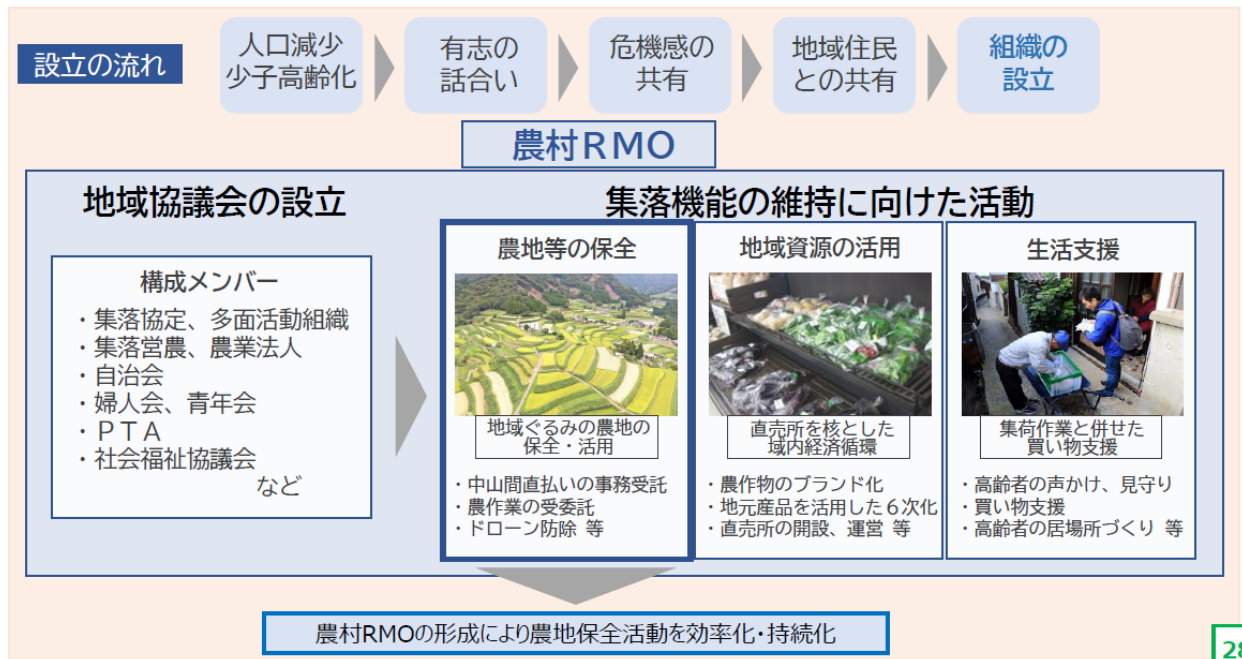 設立の流れ
人口減少
少子高齢化
有志の
話合い
危機感の
共有
地域住民
との共有
組織の
設立
農村ＲＭＯ
地域協議会の設立
構成メンバー
・集落協定、多面活動組織
・集落営農、農業法人
・自治会
・婦人会、青年会
・ＰＴＡ
・社会福祉協議会
など
集落機能の維持に向けた活動
農地等の保全
地域ぐるみの農地の
保全・活用
・中山間直払いの事務受託
・農作業の受委託
・ドローン防除 等
地域資源の活用
直売所を核とした
域内経済循環
・農作物のブランド化
・地元産品を活用した６次化
・直売所の開設、運営 等
生活支援
集荷作業と併せた
買い物支援
・高齢者の声かけ、見守り
・買い物支援
・高齢者の居場所づくり 等
農村RMOの形成により農地保全活動を効率化・持続化
28